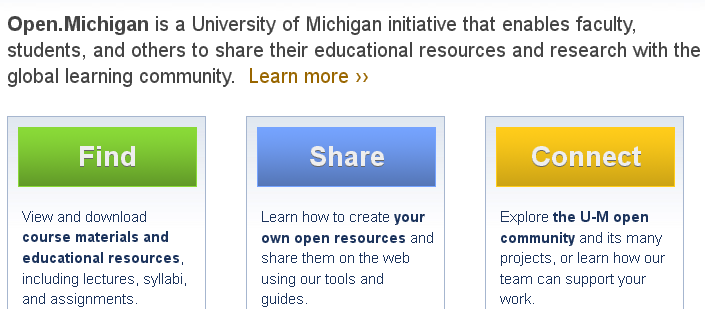 Open.Michigan is a University of Michigan initiative that enables faculty,
students, and others to share their educational resources and research with the
global learning community. Learn more ››
Find
View and download
course materials and
educational resources,
including lectures, syllabi,
and assignments.
Share
Learn how to create your
own open resources and
share them on the web
using our tools and
guides.
Connect
Explore the U-M open
community and its many
projects, or learn how our
team can support your
work.